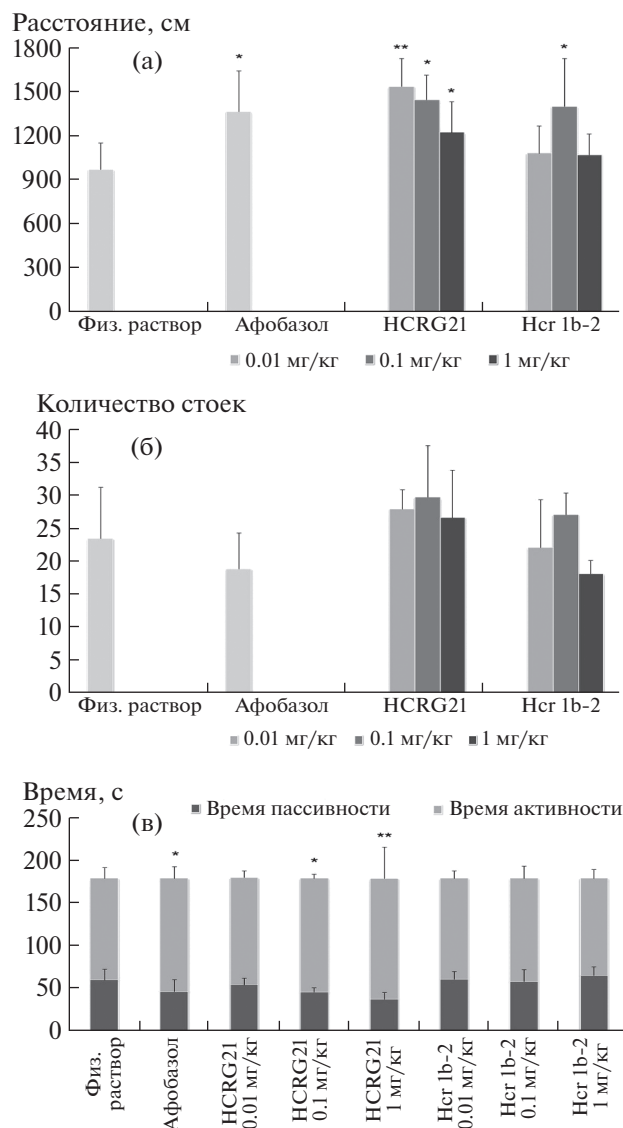 Расстояние, см
1800
(а)
*
**
*
*
*
1500
1200
900
600
300
0
Физ. раствор Афобазол HCRG21 Hcr 1b-2
0.01 мг/кг 0.1 мг/кг 1 мг/кг
Количество стоек
40
(б)
35
30
25
20
15
10
5
0
Физ. раствор Афобазол HCRG21 Hcr 1b-2
0.01 мг/кг 0.1 мг/кг 1 мг/кг
Время, с
Время пассивности Время активности
250
(в)
*
*
**
200
150
100
50
0
Физ.
раствор
Афобазол
HCRG21
0.01 мг/кг
HCRG21
0.1 мг/кг
HCRG21
1 мг/кг
Hcr 1b-2
0.01 мг/кг
Hcr 1b-2
0.1 мг/кг
Hcr 1b-2
1 мг/кг